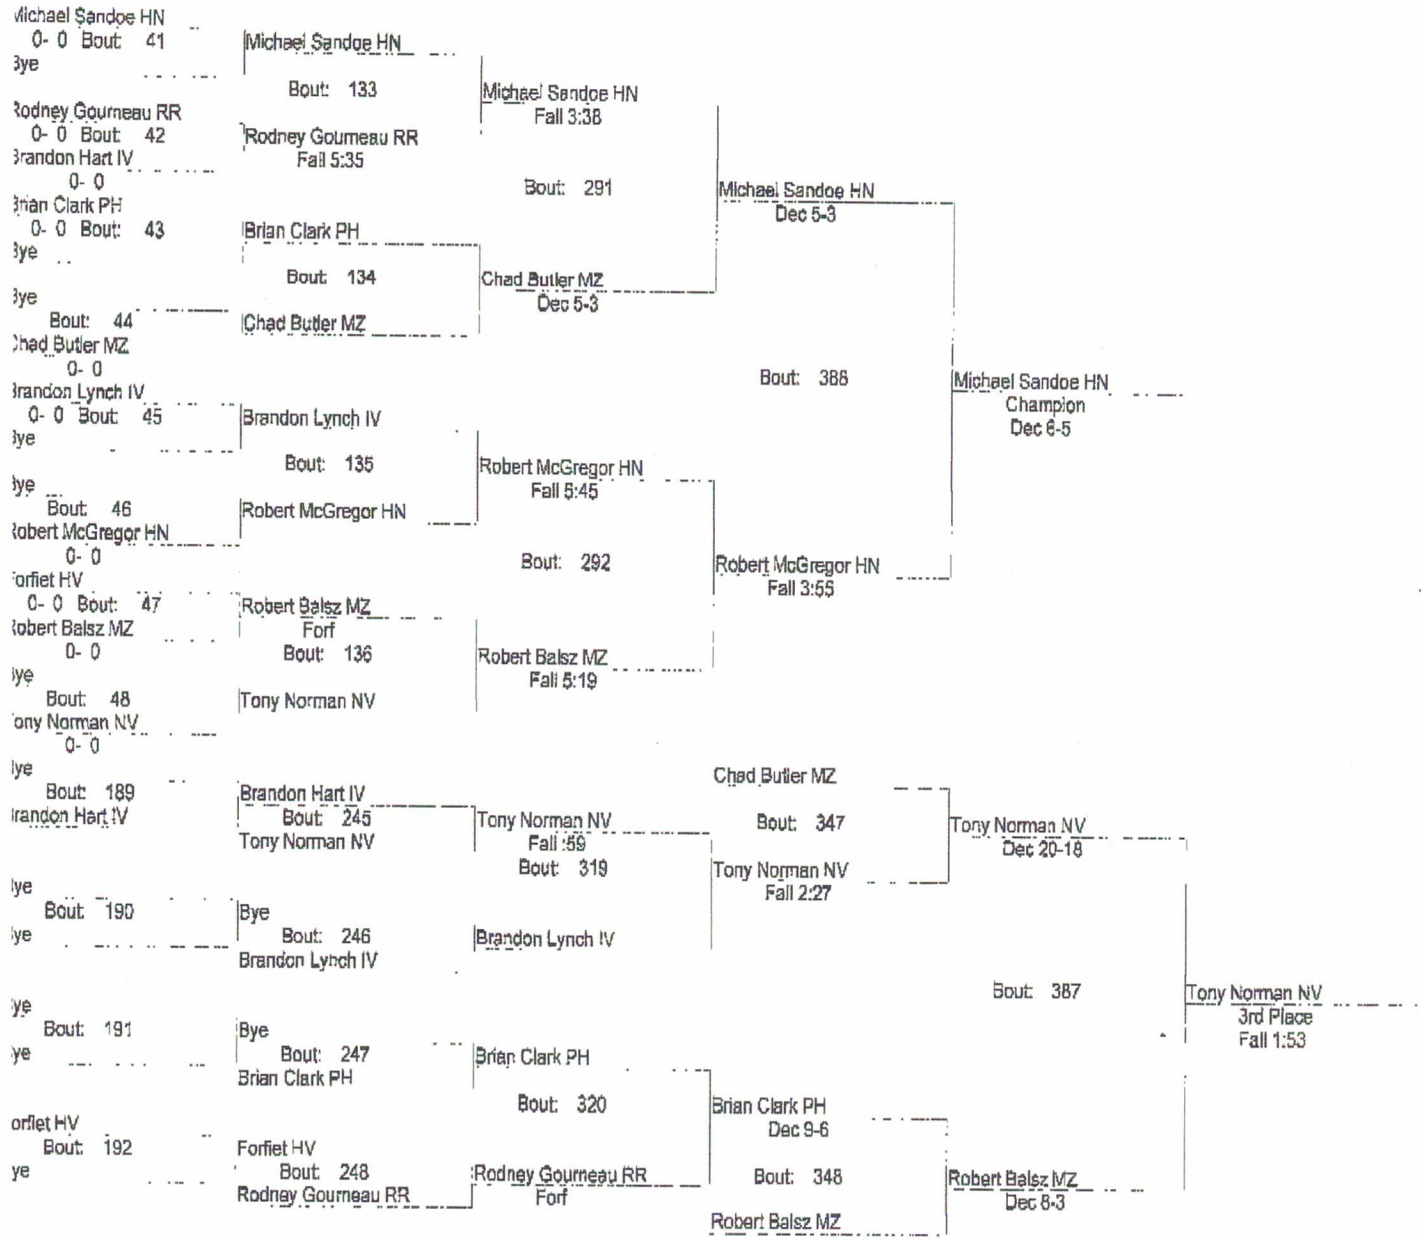 Michael Sandoe HN
0- 0 Bout: 41
Bye
Rodney Gourneau RR
0- 0 Bout: 42
Brandon Hart IV
0- 0
Brian Clark PH
0- 0 Bout: 43
Bye
Bye
Bout: 44
Chad Butler MZ
0- 0
Brandon Lynch IV
0- 0 Bout: 45
Bye
Bye
Bout: 46
Robert McGregor HN
0- 0
Forfiet HV
0- 0 Bout: 47
Robert Balsz MZ
0- 0
Bye
Bout: 48
Tony Norman NV
0- 0
Bye
Bout: 189
Brandon Hart IV
Bye
Bout: 190
Bye
Bye
Bout: 191
Bye
Forfiet HV
Bout: 192
Bye
Michael Sandoe HN
Bout: 133
Rodney Gourneau RR
Fall 5:35
Brian Clark PH
Bout: 134
Chad Butler MZ
Brandon Lynch IV
Bout: 135
Robert McGregor HN
Robert Balsz MZ
Forf
Bout: 136
Tony Norman NV
Brandon Hart IV
Bout: 245
Tony Norman NV
Bye
Bout: 246
Brandon Lynch IV
Bye
Bout: 247
Brian Clark PH
Forfiet HV
Bout: 248
Rodney Gourneau RR
Michael Sandoe HN
Fall 3:38
Bout: 291
Chad Butler MZ
Dec 5-3
Robert McGregor HN
Fall 5:45
Bout: 292
Robert Balsz MZ
Fall 5:19
Tony Norman NV
Fall :59
Bout: 319
Brandon Lynch IV
Brian Clark PH
Bout: 320
Rodney Gourneau RR
Forf
Michael Sandoe HN
Dec 5-3
Bout: 388
Robert McGregor HN
Fall 3:55
Chad Butler MZ
Bout: 347
Tony Norman NV
Fall 2:27
Brian Clark PH
Dec 9-6
Bout: 348
Robert Balsz MZ
Michael Sandoe HN
Champion
Dec 6-5
Tony Norman NV
Dec 20-18
Bout: 387
Robert Balsz MZ
Dec 8-3
Tony Norman NV
3rd Place
Fall 1:53